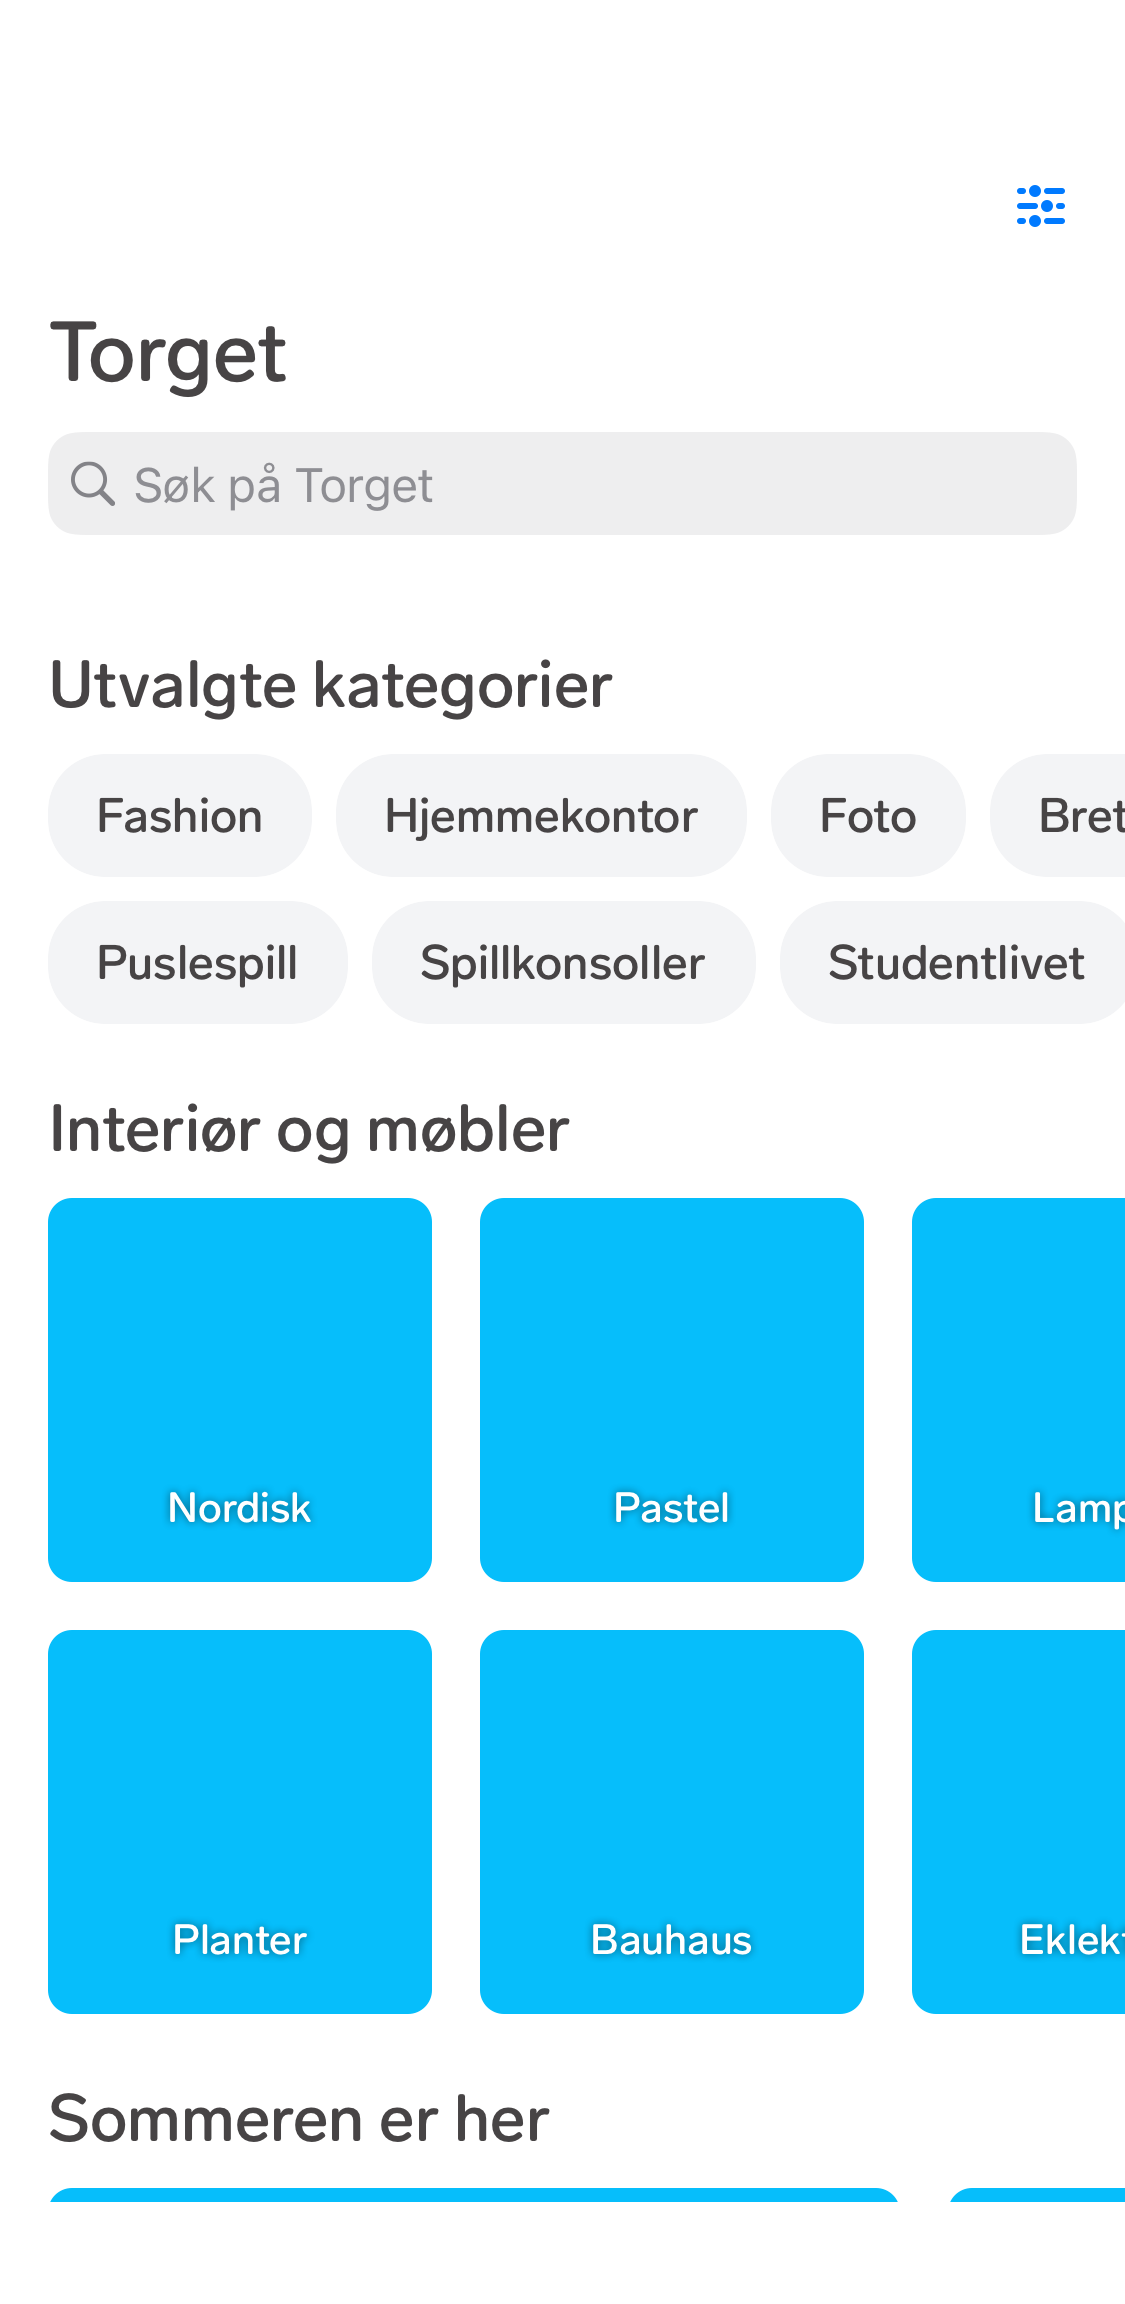 Torget
Søk på Torget
Utvalgte kategorier
Fashion Hjemmekontor Foto Bret
Puslespill Spillkonsoller Studentlivet
Interiør og møbler
Nordisk Pastel Lamp
Planter Bauhaus Eklekt
Sommeren er her